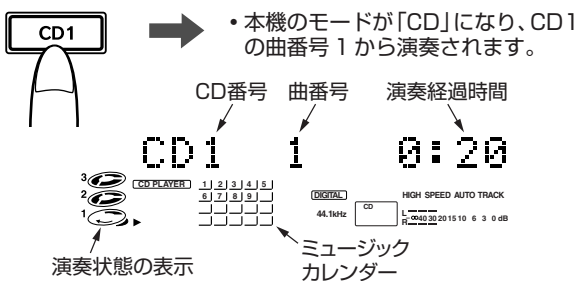 CD1
・本機のモードが「CD」になり、CD1
の曲番号 1 から演奏されます。
CD番号 曲番号 演奏経過時間
CD1 1 0:20
3
2
1
CD PLAYER
1 2 3 4 5
6 7 8 9
DIGITAL
44.1kHz
CD
HIGH SPEED AUTO TRACK
L
R
-∞ 40 30 20 15 10 6 3 0 dB
演奏状態の表示
ミュージック
カレンダー